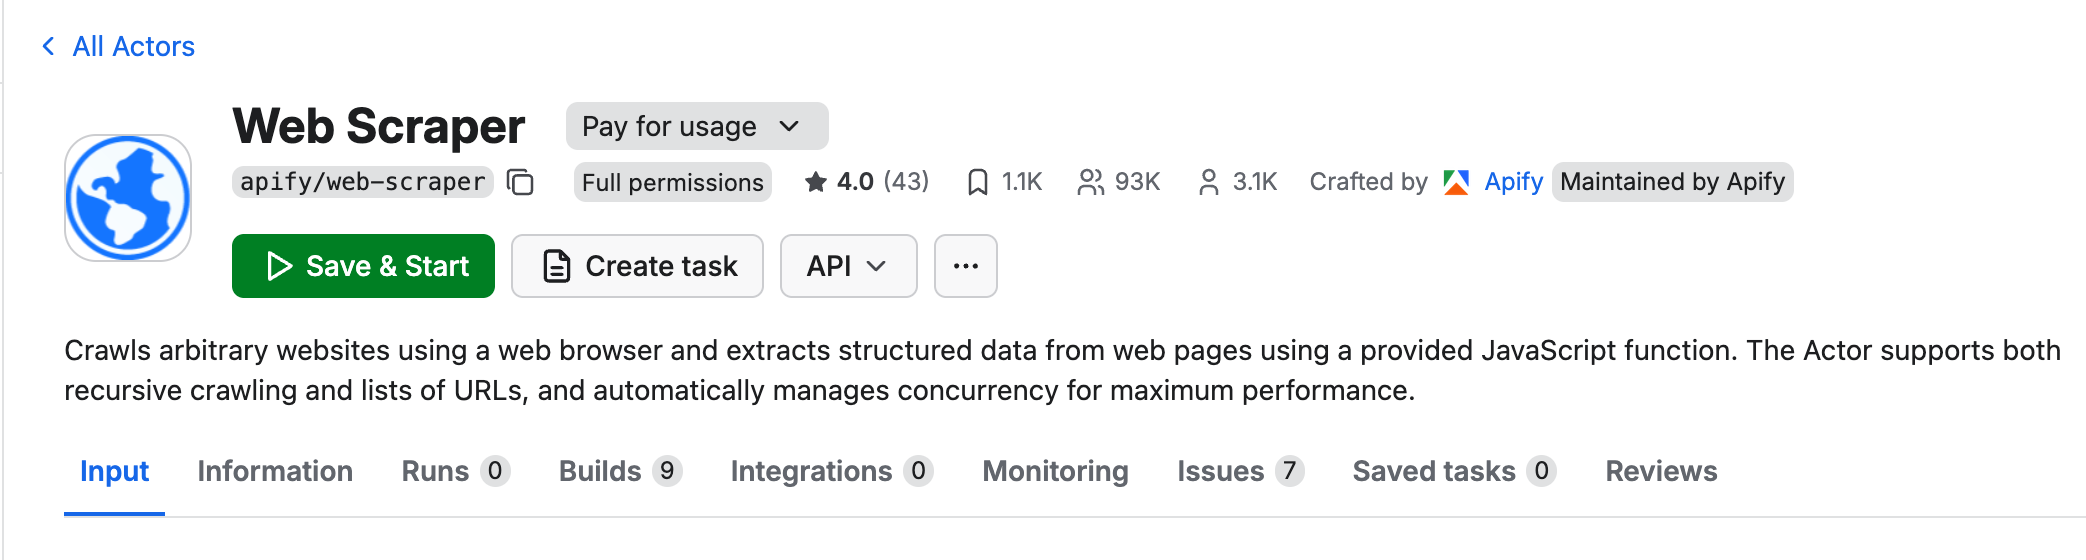 All Actors
Web Scraper Pay for usage
apify/web-scraper Full permissions 4.0 (43) 1.1K 93K 3.1K Crafted by Apify Maintained by Apify
Save & Start Create task API ...
Crawls arbitrary websites using a web browser and extracts structured data from web pages using a provided JavaScript function. The Actor supports both
recursive crawling and lists of URLs, and automatically manages concurrency for maximum performance.
Input Information Runs 0 Builds 9 Integrations 0 Monitoring Issues 7 Saved tasks 0 Reviews